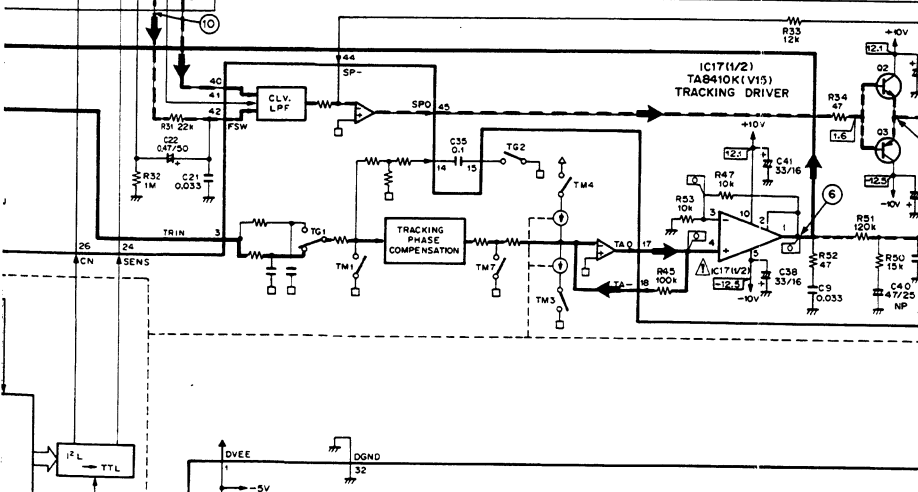 10
R33
12k
+10V
12.1
44
SP-
IC17(1/2)
TA8410K(V15)
TRACKING DRIVER
Q2
40
41
42
CLV.
LPF
SPO
45
R34
47
1.6
R31 22k
FSW
C22
0.47/50
+
C35
0.1
TG2
+10V
12.1
Q3
R32
1M
C21
0.033
14
15
C41
33/16
+
-12.5
-10V
R47
10k
0
TM4
R53
10k
6
TRIN
3
TG1
TRACKING
PHASE
COMPENSATION
3
10
2
1
0
R51
120k
26
24
TAO
17
4
IC17(1/2)
5
CN
SENS
TM1
TM7
TM3
TA-
18
R45
100k
-12.5
-10V
C38
33/16
+
R52
47
C9
0.033
R50
15k
C40
47/25
NP
I²L
TTL
DVEE
1
DGND
32
-5V